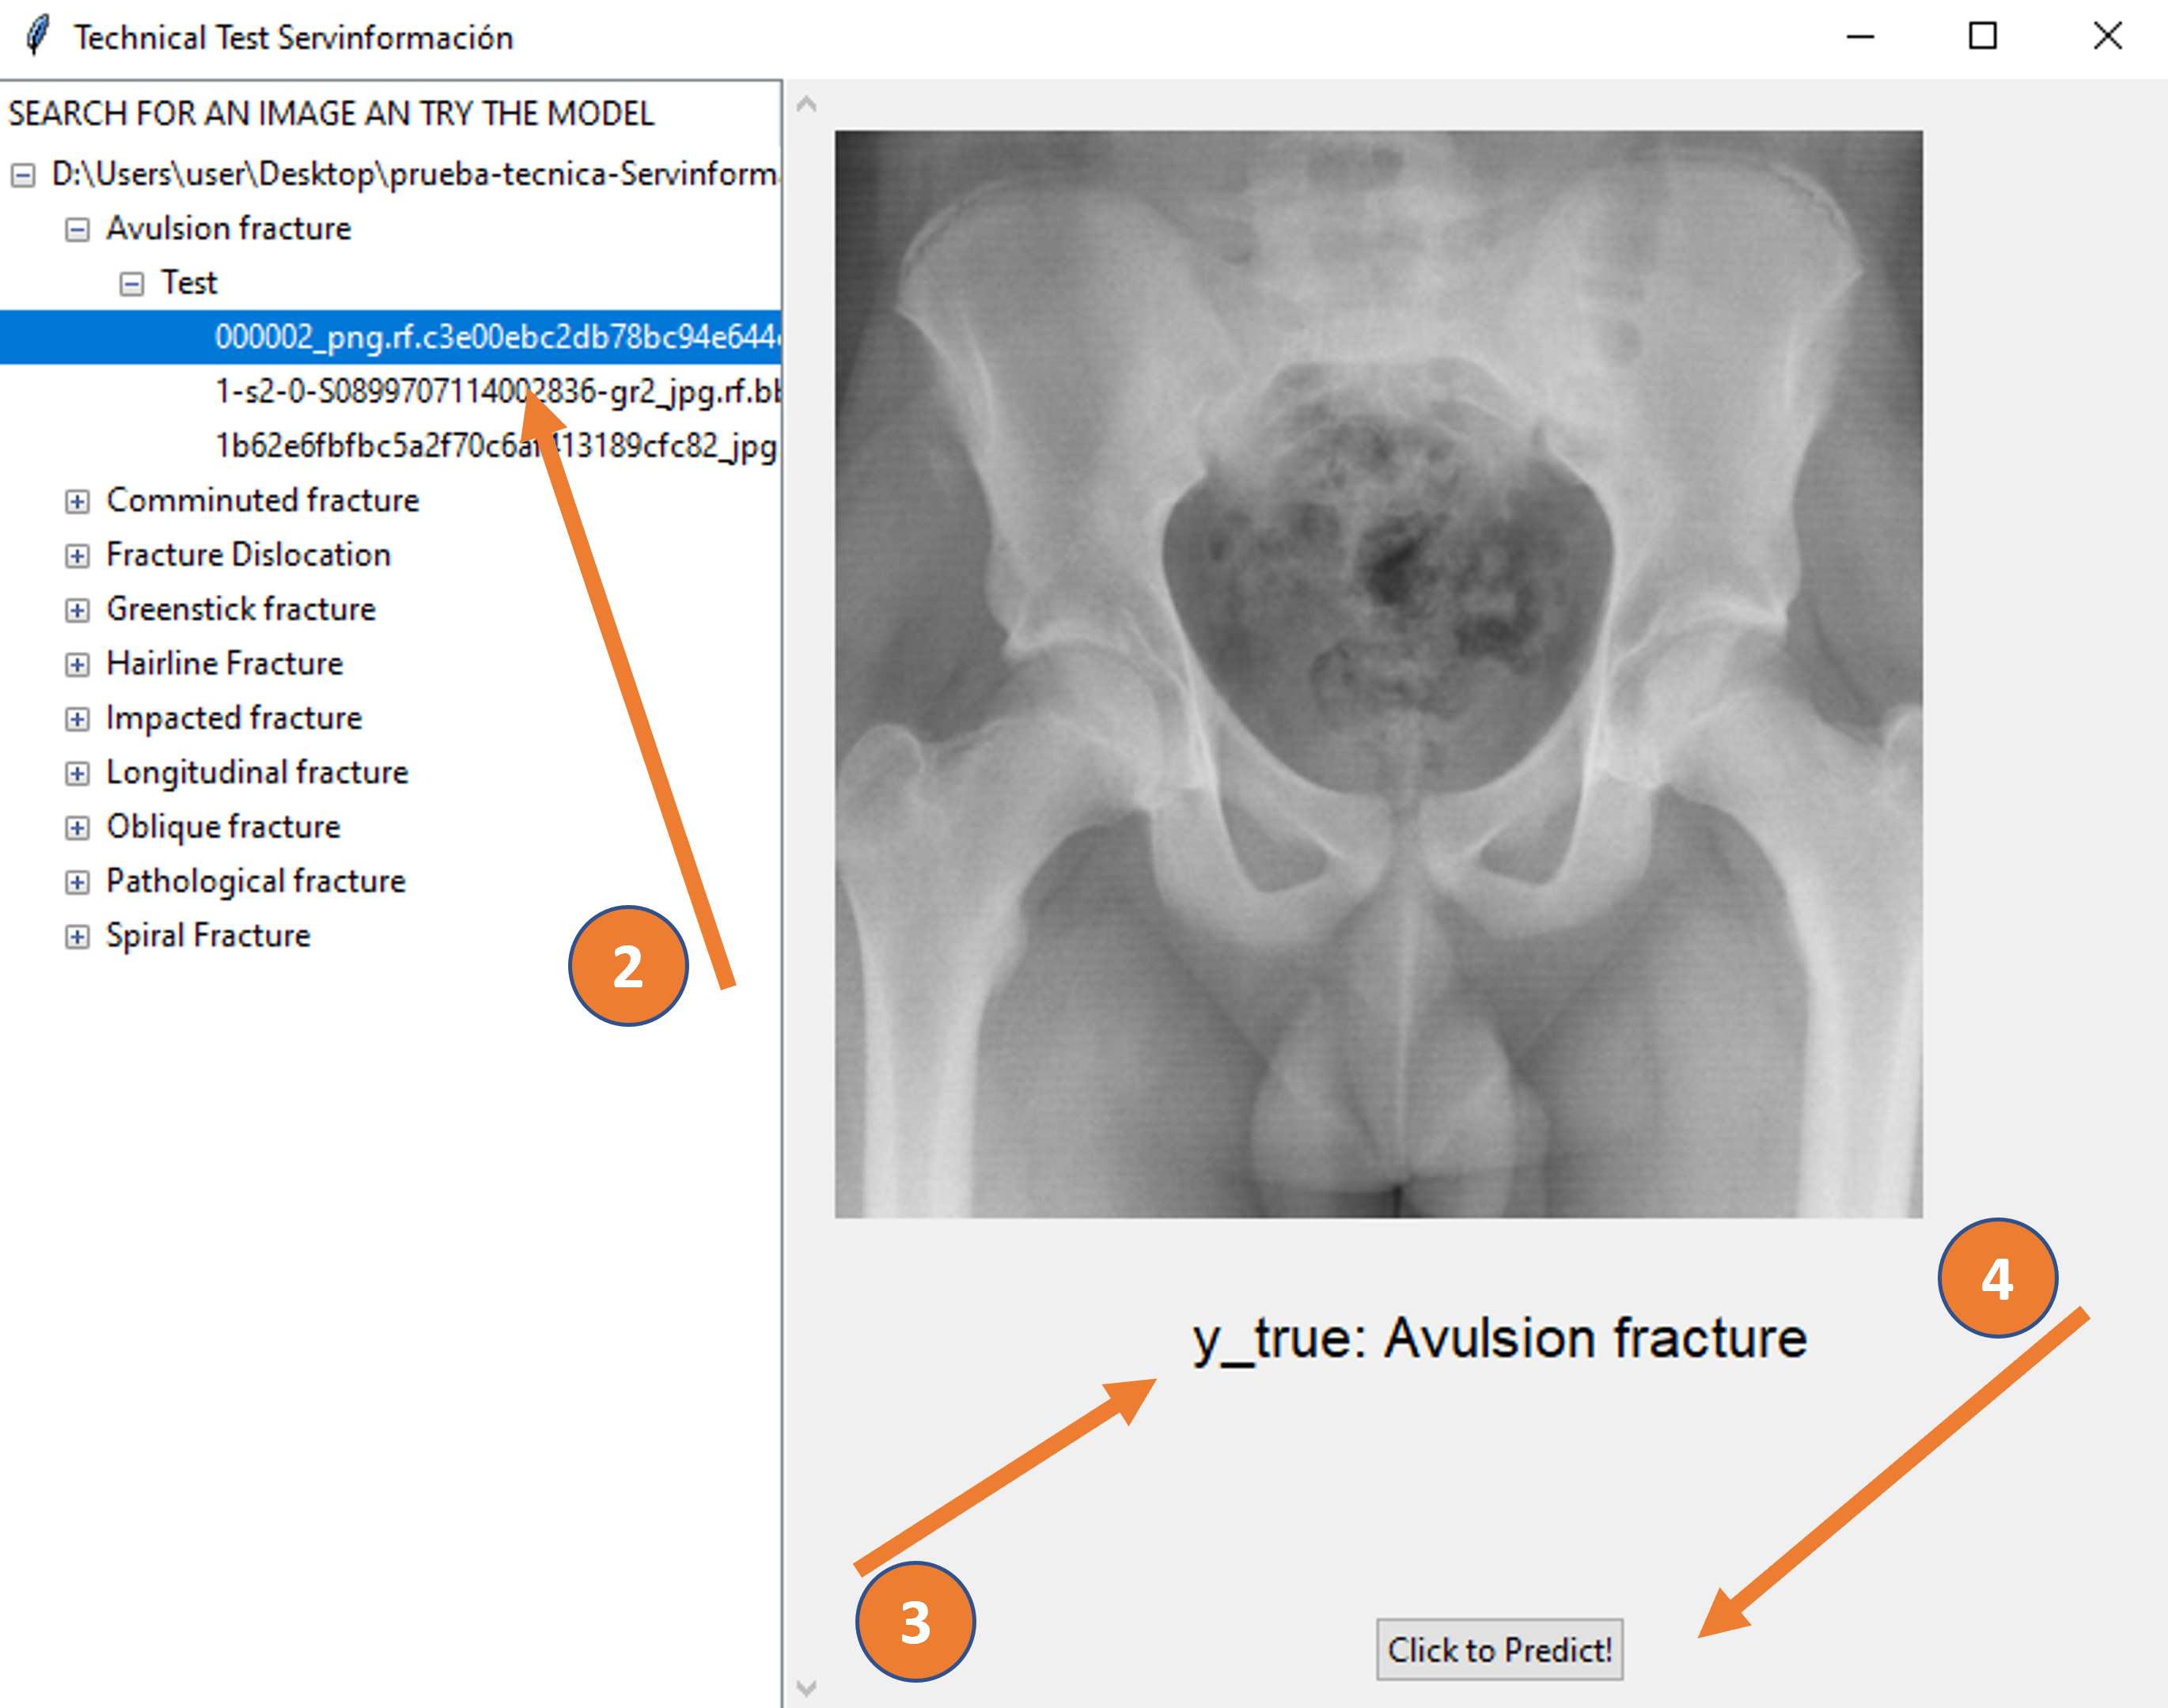 Technical Test Servinformación
SEARCH FOR AN IMAGE AN TRY THE MODEL
D:\Users\user\Desktop\prueba-tecnica-Servinform
Avulsion fracture
Test
000002_png.rf.c3e00ebc2db78bc94e644
1-s2-0-S0899707114002836-gr2_jpg.rf.bb
1b62e6fbfbc5a2f70c6af413189cfc82_jpg
Comminuted fracture
Fracture Dislocation
Greenstick fracture
Hairline Fracture
Impacted fracture
Longitudinal fracture
Oblique fracture
Pathological fracture
Spiral Fracture
2
4
y_true: Avulsion fracture
3
Click to Predict!